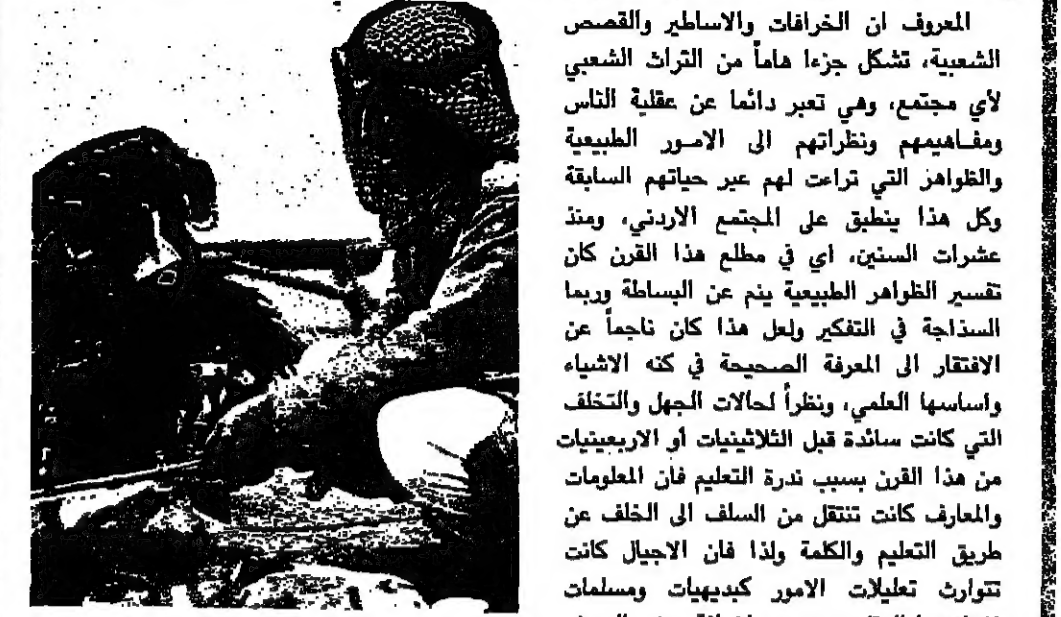 المعروف ان الخرافات والاساطير والقصص
الشعبية، تشكل جزءا هاماً من التراث الشعبي
لأي مجتمع، وهي تعبر دائما عن عقلية الناس
ومفاهيمهم ونظراتهم الى الامور الطبيعية
والظواهر التي تراءت لهم عبر حياتهم السابقة
وكل هذا ينطبق على المجتمع الاردني، ومنذ
عشرات السنين، اي في مطلع هذا القرن كان
تفسير الظواهر الطبيعية ينم عن البساطة وربما
السذاجة في التفكير ولعل هذا كان ناجماً عن
الافتقار الى المعرفة الصحيحة في كنه الاشياء
واساسها العلمي، ونظراً لحالات الجهل والتخلف
التي كانت سائدة قبل الثلاثينيات أو الاربعينيات
من هذا القرن بسبب ندرة التعليم فان المعلومات
والمعارف كانت تنتقل من السلف الى الخلف عن
طريق التعليم والكلمة ولذا فان الاجيال كانت
تتوارث تعليلات الامور كبديهيات ومسلمات